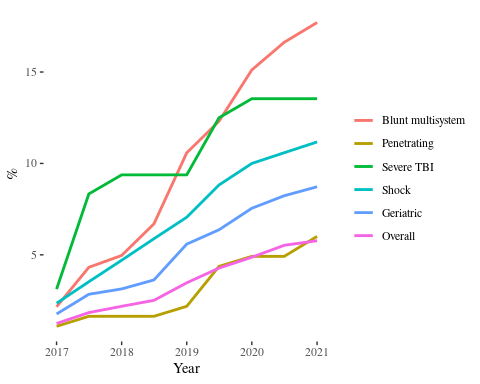 15
10
5
%
2017 2018 2019 2020 2021
Year
Blunt multisystem
Penetrating
Severe TBI
Shock
Geriatric
Overall